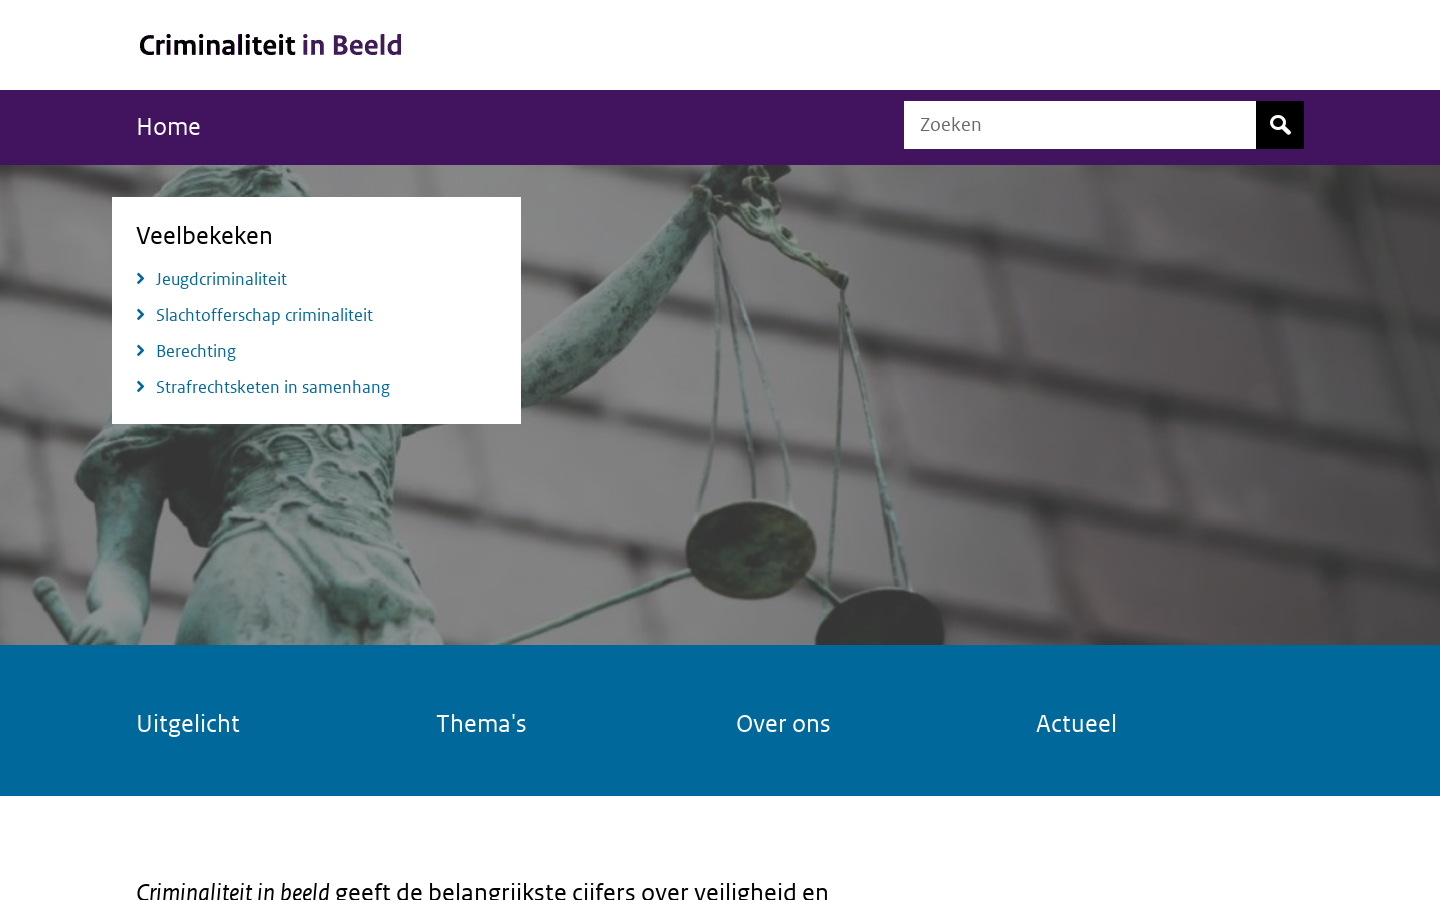 Criminaliteit in Beeld
Home
Zoeken
Veelbekeken
Jeugdcriminaliteit
Slachtofferschap criminaliteit
Berechting
Strafrechtsketen in samenhang
Uitgelicht
Thema's
Over ons
Actueel
Criminaliteit in beeld geeft de belangrijkste cijfers over veiligheid en